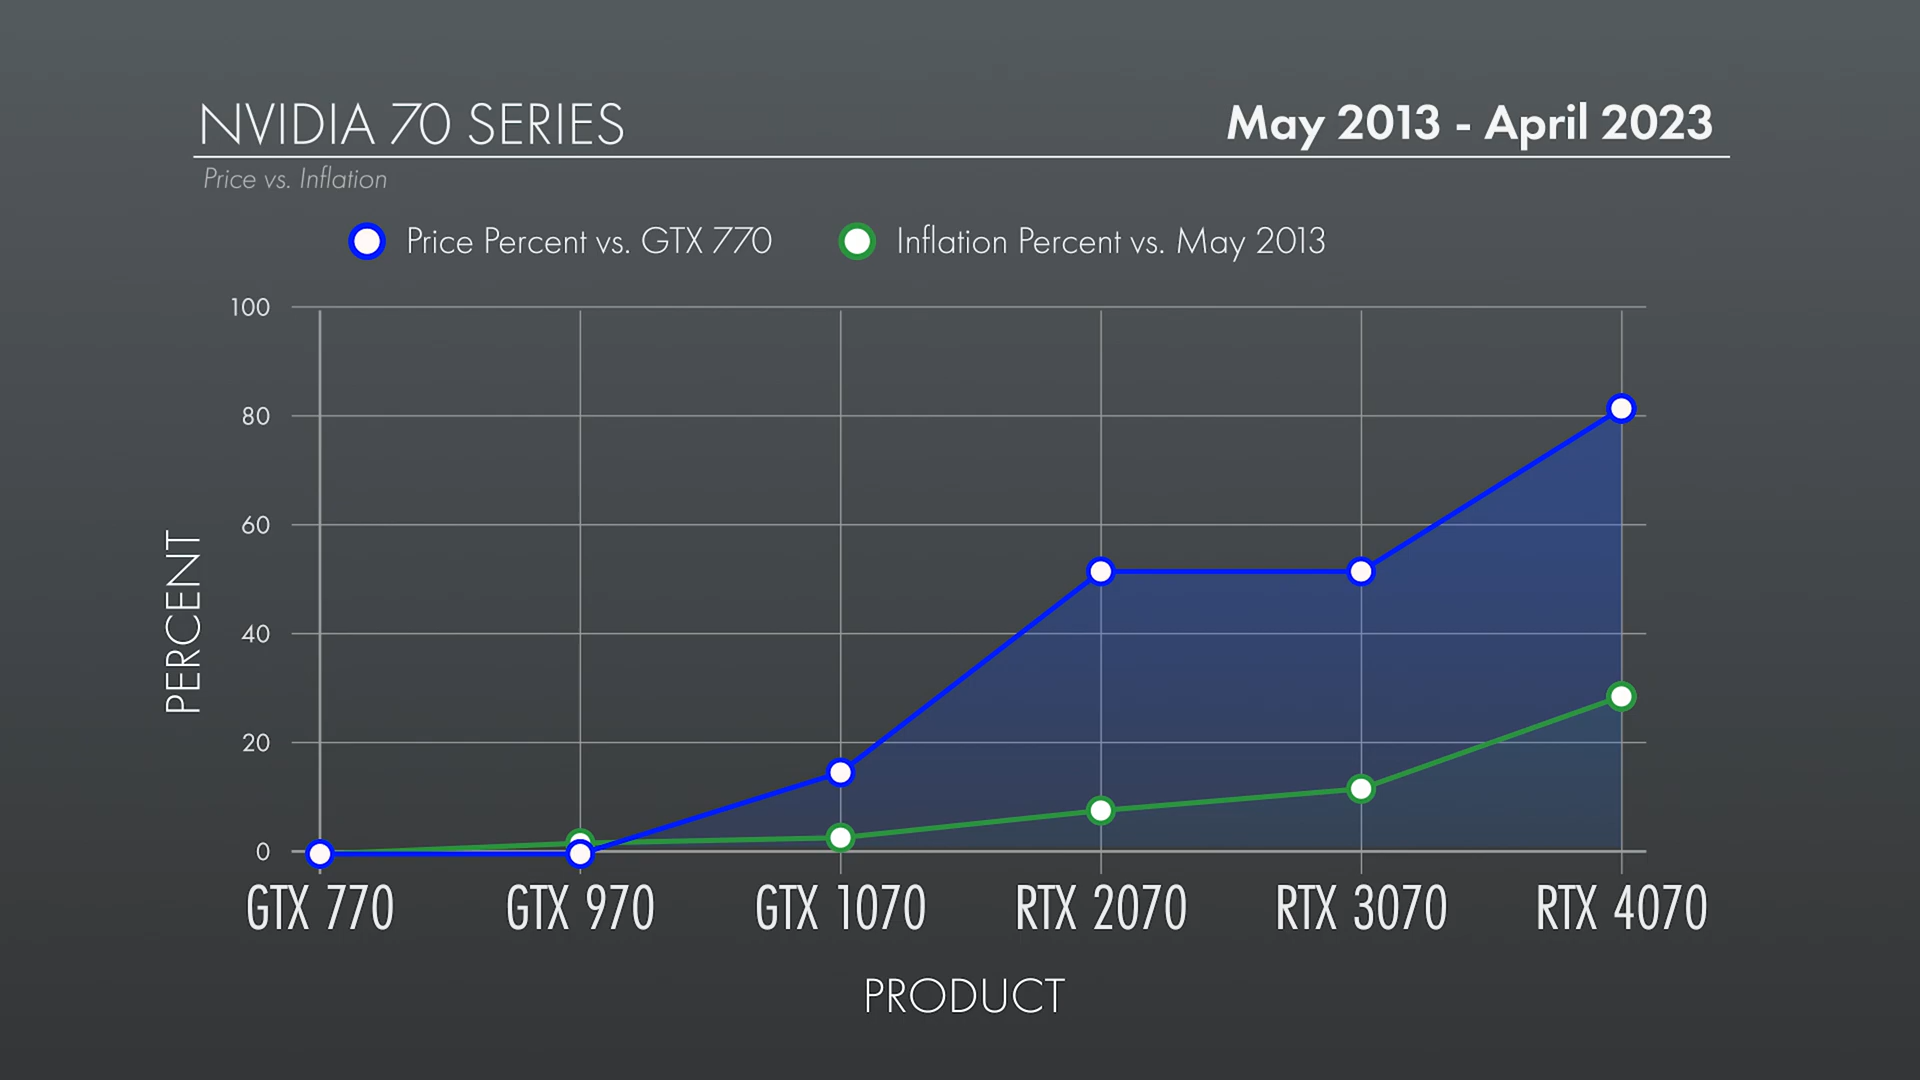 NVIDIA 70 SERIES
May 2013 - April 2023
Price vs. Inflation
Price Percent vs. GTX 770
Inflation Percent vs. May 2013
100
80
60
40
20
0
PERCENT
GTX 770
GTX 970
GTX 1070
RTX 2070
RTX 3070
RTX 4070
PRODUCT